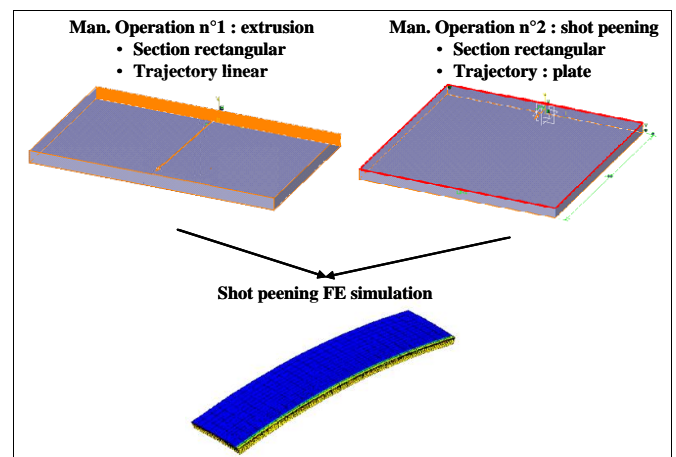 Man. Operation n°1 : extrusion
• Section rectangular
• Trajectory linear
Man. Operation n°2 : shot peening
• Section rectangular
• Trajectory : plate
Shot peening FE simulation